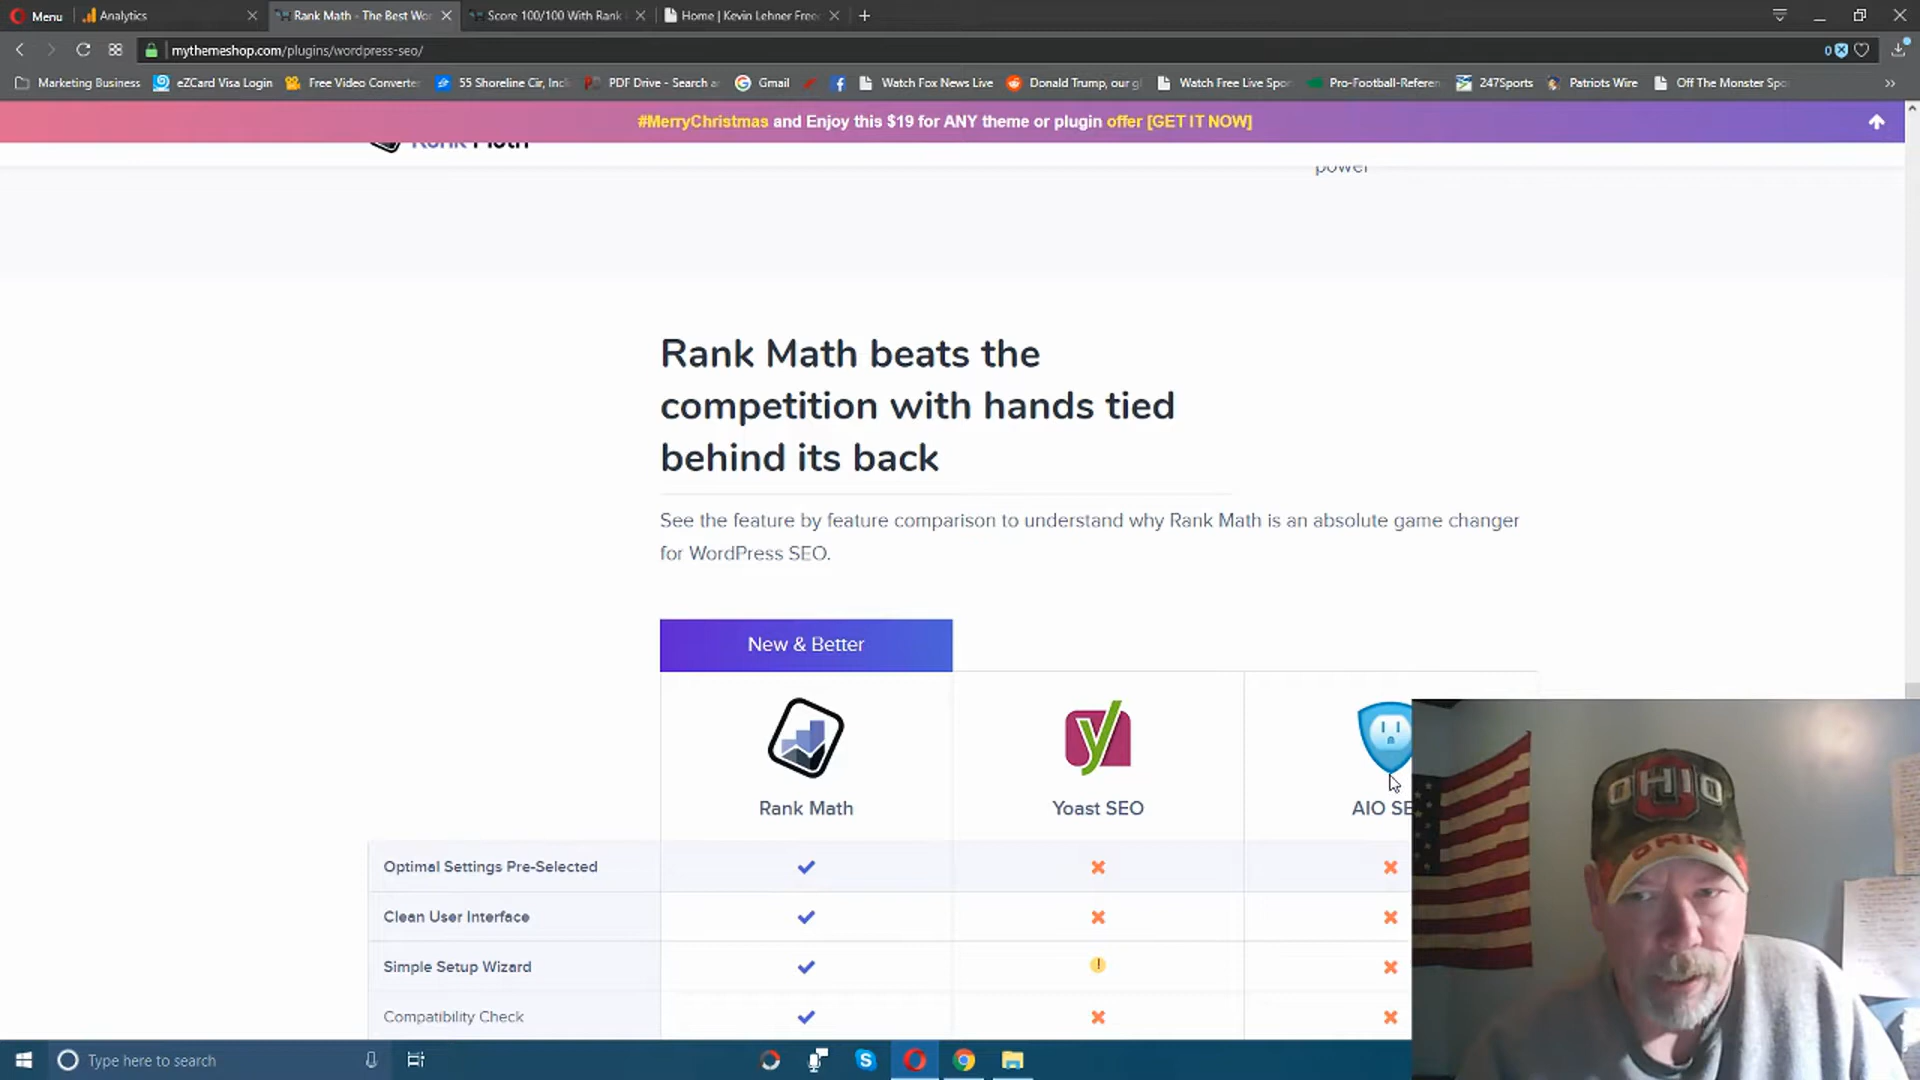 Menu
Analytics
Rank Math - The Best Wor
Score 100/100 With Rank
Home | Kevin Lehner Free
mythemeshop.com/plugins/wordpress-seo/
0
Marketing Business
eZCard Visa Login
Free Video Converte
55 Shoreline Cir, Incl
PDF Drive - Search a
Gmail
Watch Fox News Live
Donald Trump, our g
Watch Free Live Spo
Pro-Football-Referen
247Sports
Patriots Wire
Off The Monster Spo
#MerryChristmas and Enjoy this $19 for ANY theme or plugin offer [GET IT NOW]
Rank Math
power
Rank Math beats the
competition with hands tied
behind its back
See the feature by feature comparison to understand why Rank Math is an absolute game changer
for WordPress SEO.
New & Better
Rank Math
Yoast SEO
AIO SE
Optimal Settings Pre-Selected
Clean User Interface
Simple Setup Wizard
Compatibility Check
OHIO
OHIO
Type here to search